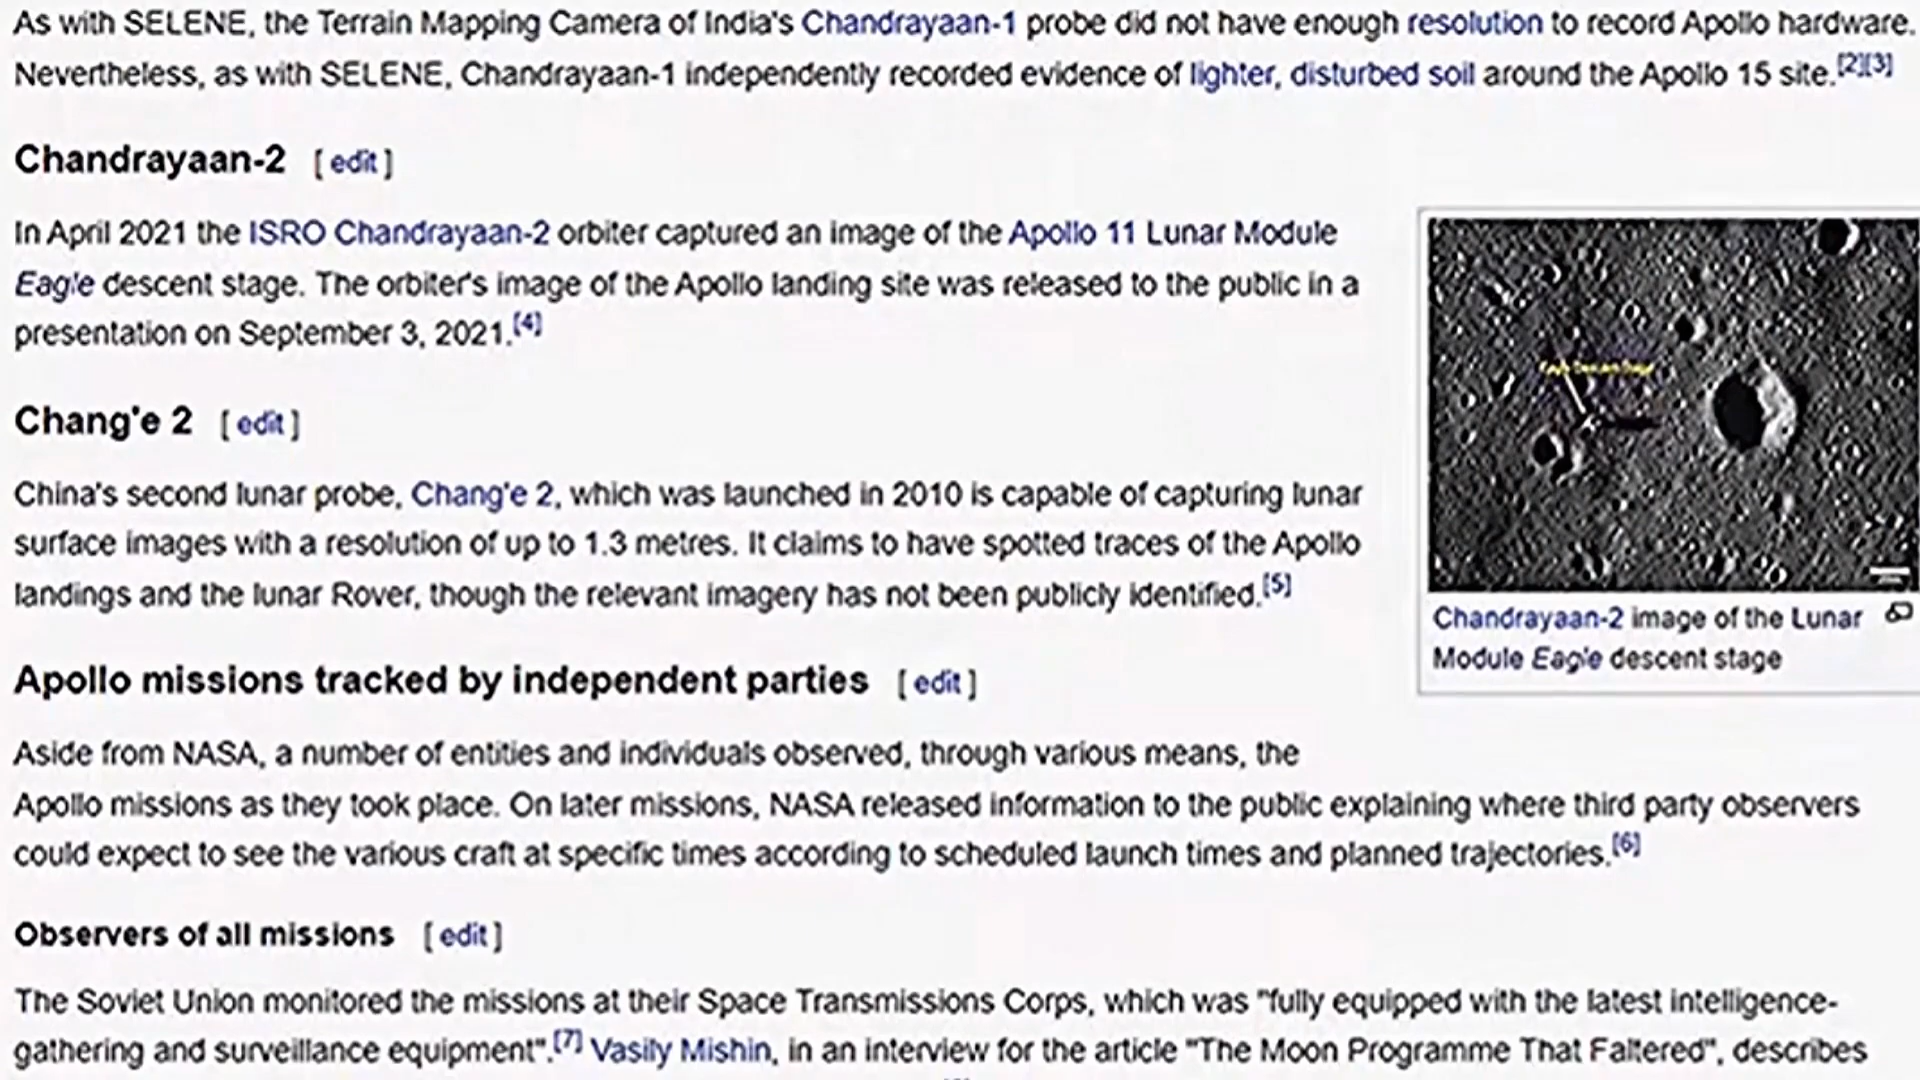 As with SELENE, the Terrain Mapping Camera of India's Chandrayaan-1 probe did not have enough resolution to record Apollo hardware.
Nevertheless, as with SELENE, Chandrayaan-1 independently recorded evidence of lighter, disturbed soil around the Apollo 15 site.[2][3]
Chandrayaan-2 [ edit ]
In April 2021 the ISRO Chandrayaan-2 orbiter captured an image of the Apollo 11 Lunar Module
Eagle descent stage. The orbiter's image of the Apollo landing site was released to the public in a
presentation on September 3, 2021.[4]
Chang'e 2 [ edit ]
China's second lunar probe, Chang'e 2, which was launched in 2010 is capable of capturing lunar
surface images with a resolution of up to 1.3 metres. It claims to have spotted traces of the Apollo
landings and the lunar Rover, though the relevant imagery has not been publicly identified.[5]
Chandrayaan-2 image of the Lunar
Module Eagle descent stage
Apollo missions tracked by independent parties [ edit ]
Aside from NASA, a number of entities and individuals observed, through various means, the
Apollo missions as they took place. On later missions, NASA released information to the public explaining where third party observers
could expect to see the various craft at specific times according to scheduled launch times and planned trajectories.[6]
Observers of all missions [ edit ]
The Soviet Union monitored the missions at their Space Transmissions Corps, which was "fully equipped with the latest intelligence-
gathering and surveillance equipment".[7] Vasily Mishin, in an interview for the article "The Moon Programme That Faltered", describes